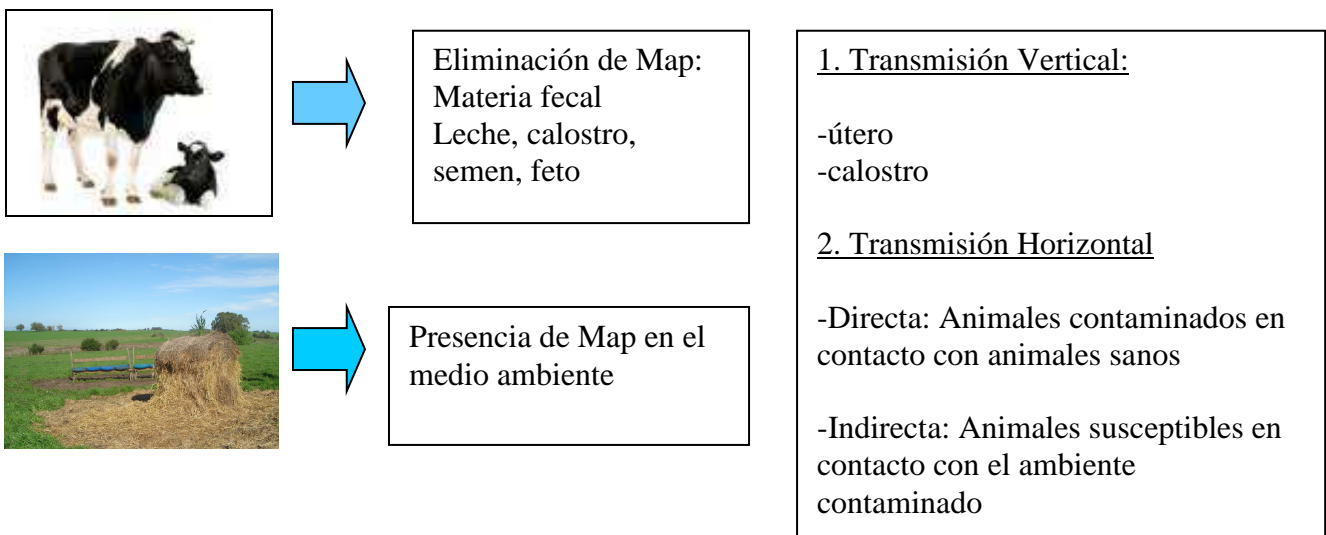 Eliminación de Map:
Materia fecal
Leche, calostro,
semen, feto
Presencia de Map en el
medio ambiente
1. Transmisión Vertical:
-útero
-calostro
2. Transmisión Horizontal
-Directa: Animales contaminados en
contacto con animales sanos
-Indirecta: Animales susceptibles en
contacto con el ambiente
contaminado